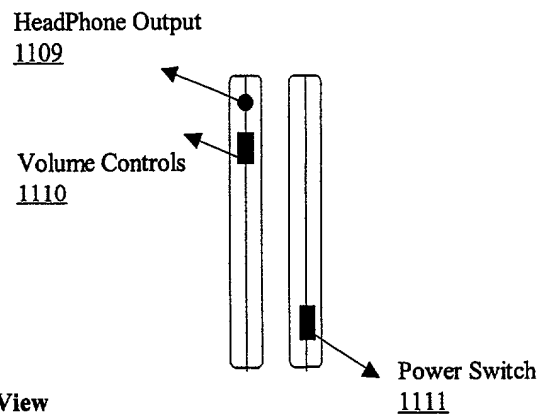 HeadPhone Output
1109
Volume Controls
1110
Power Switch
1111
View